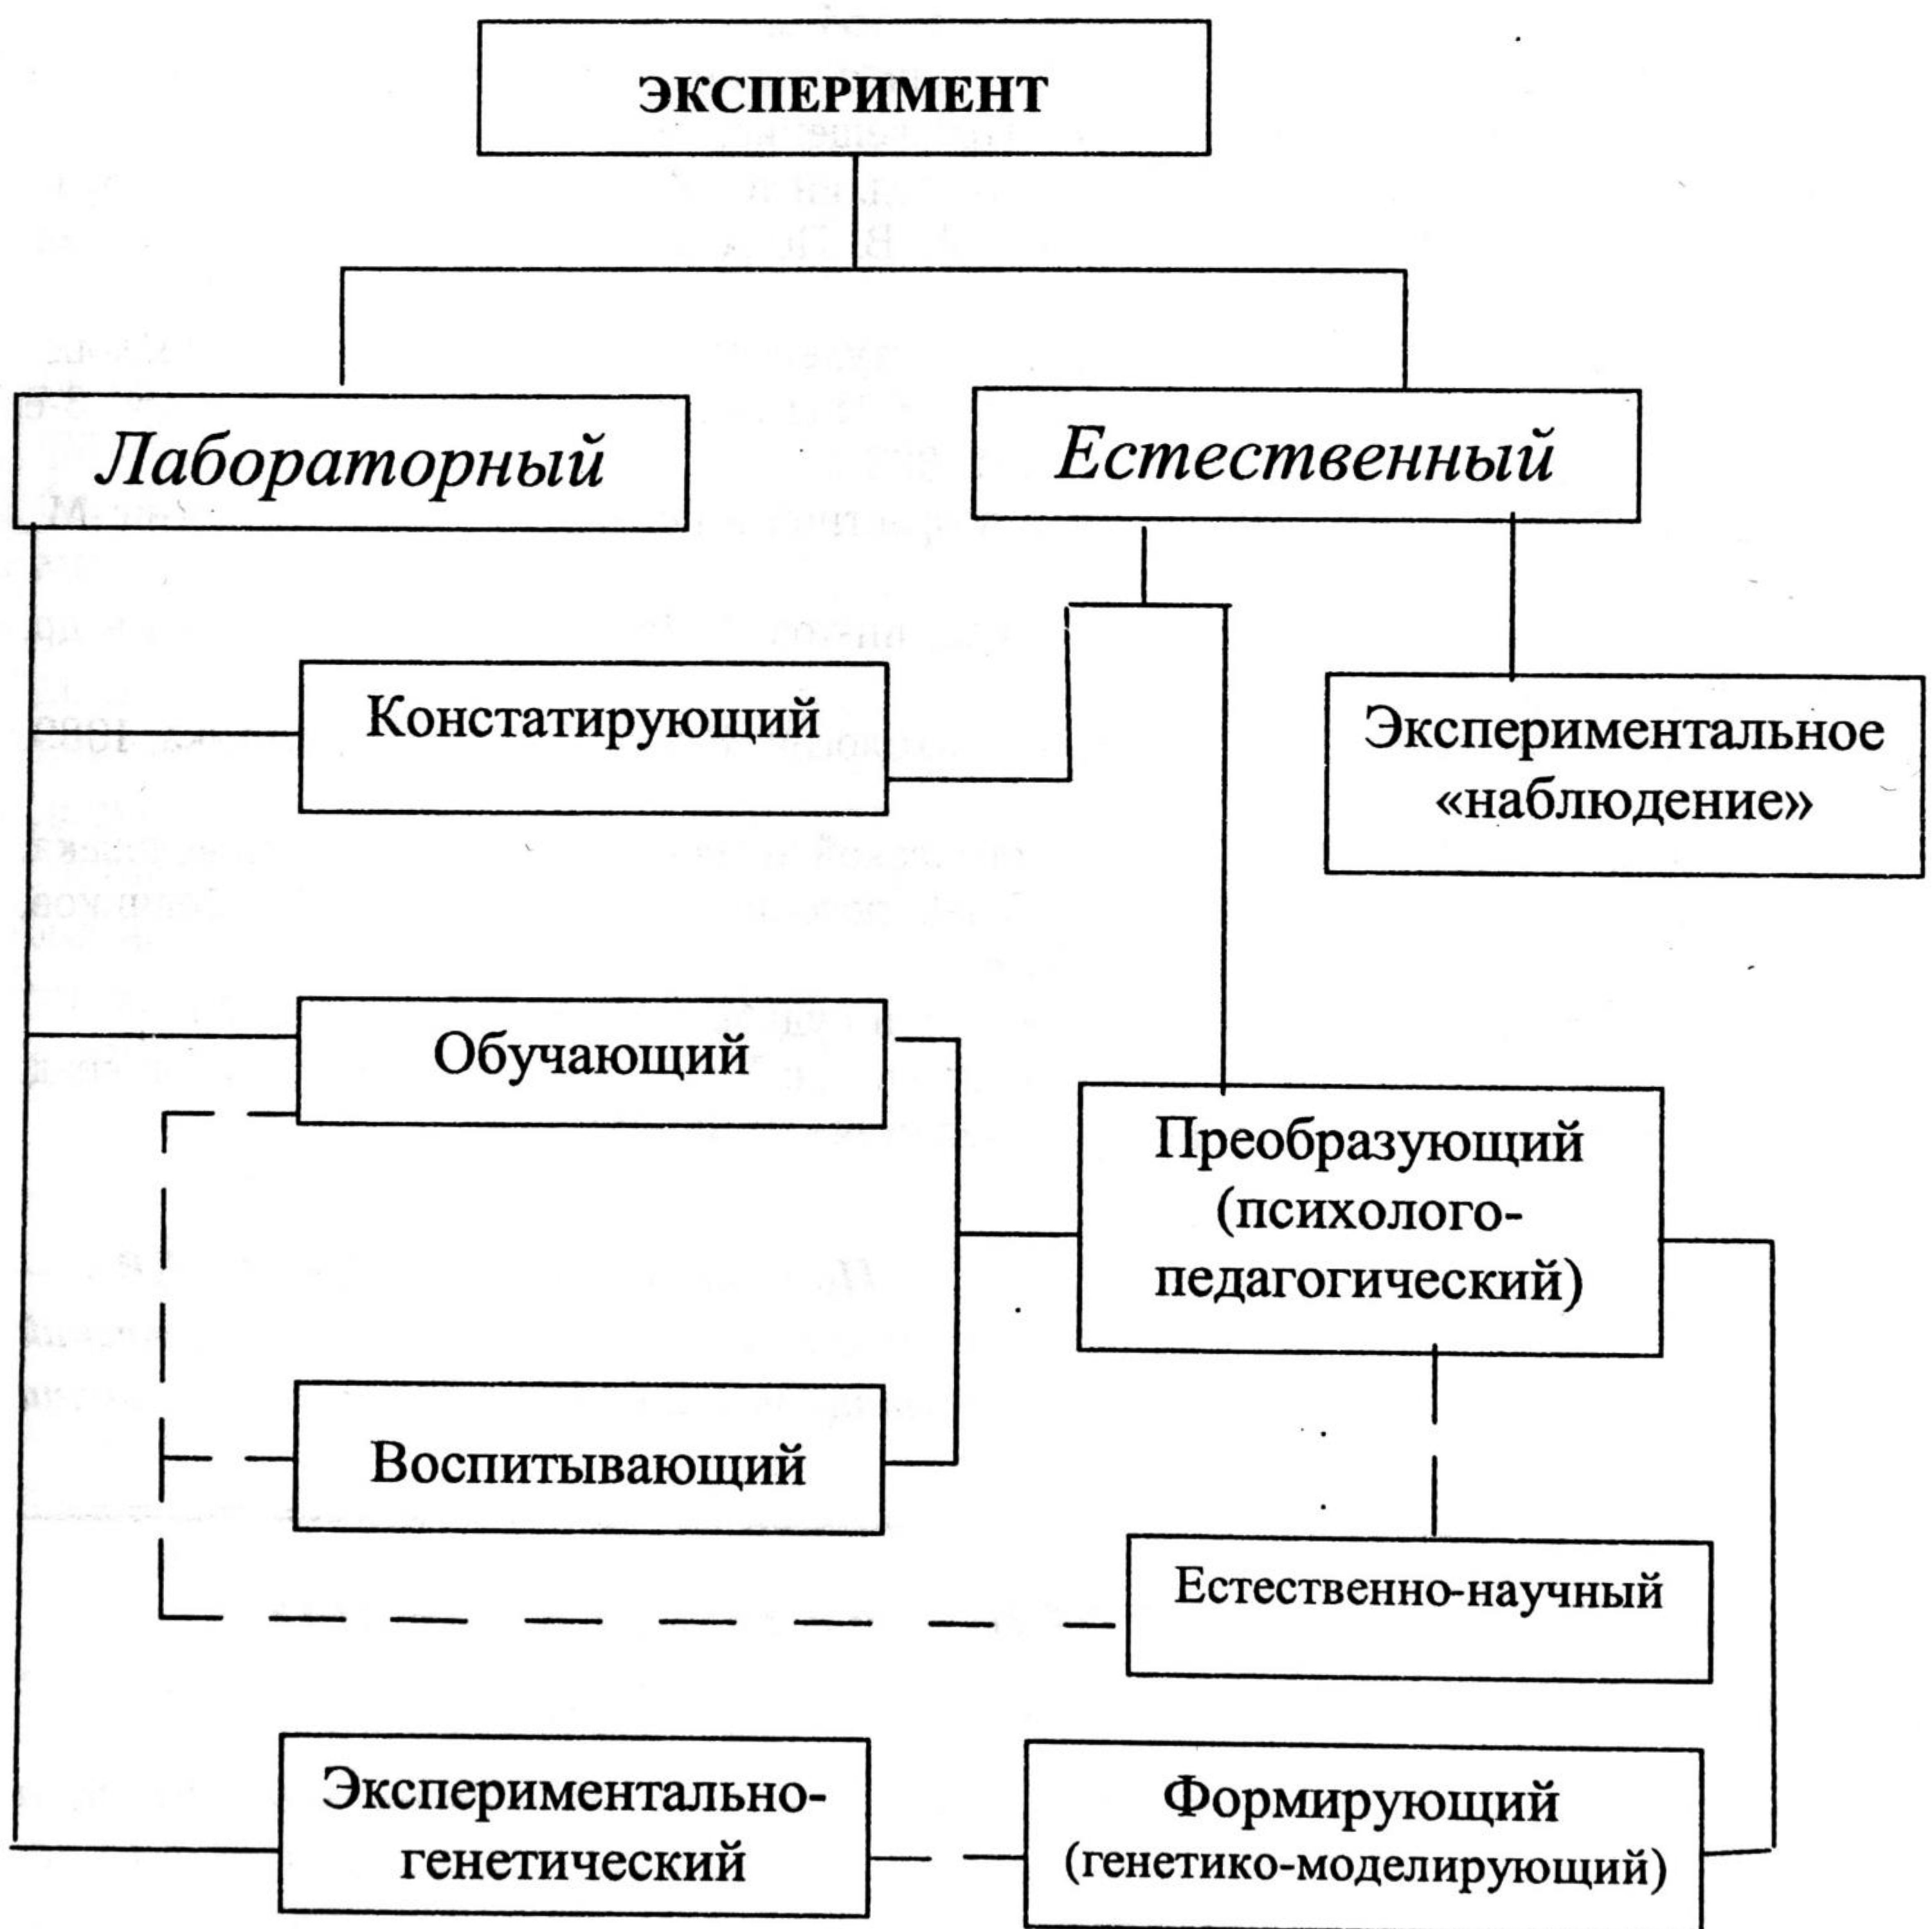 ЭКСПЕРИМЕНТ
Лабораторный
Естественный
Констатирующий
Экспериментальное
«наблюдение»
Обучающий
Преобразующий
(психолого-
педагогический)
Воспитывающий
Естественно-научный
Экспериментально-
генетический
Формирующий
(генетико-моделирующий)